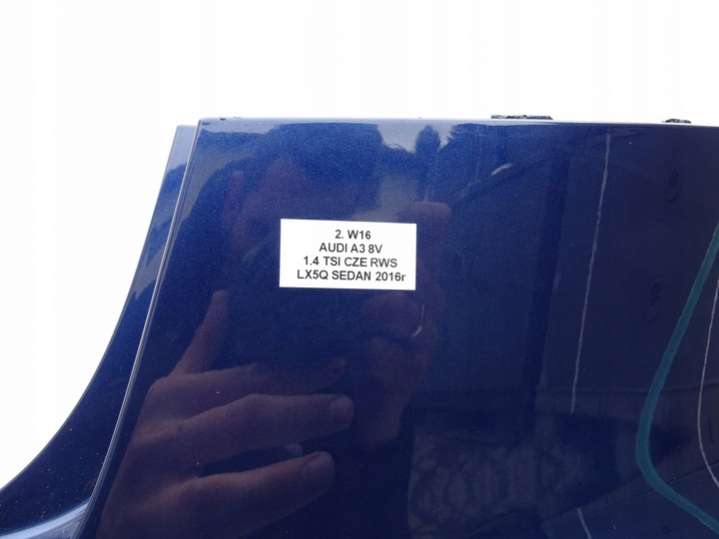 2. W16
AUDI A3 8V
1.4 TSI CZE RWS
LX5Q SEDAN 2016r